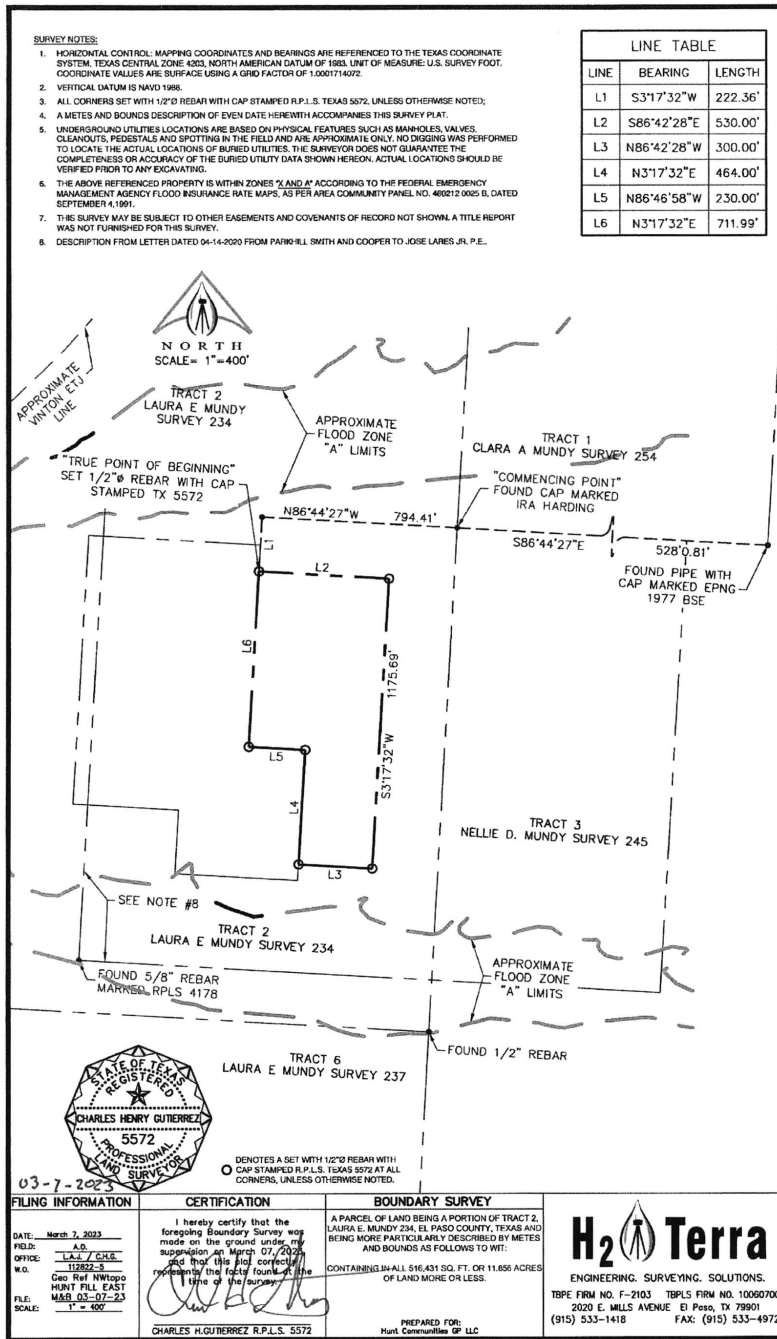 SURVEY NOTES:
1. HORIZONTAL CONTROL: MAPPING COORDINATES AND BEARINGS ARE REFERENCED TO THE TEXAS COORDINATE
SYSTEM, TEXAS CENTRAL ZONE 4203, NORTH AMERICAN DATUM OF 1983. UNIT OF MEASURE: U.S. SURVEY FOOT.
COORDINATE VALUES ARE SURFACE USING A GRID FACTOR OF 1.0001714072.
2. VERTICAL DATUM IS NAVD 1988.
3. ALL CORNERS SET WITH 1/2"Ø REBAR WITH CAP STAMPED R.P.L.S. TEXAS 5572, UNLESS OTHERWISE NOTED;
4. A METES AND BOUNDS DESCRIPTION OF EVEN DATE HEREWITH ACCOMPANIES THIS SURVEY PLAT.
5. UNDERGROUND UTILITIES LOCATIONS ARE BASED ON PHYSICAL FEATURES SUCH AS MANHOLES, VALVES,
CLEANOUTS, PEDESTALS AND SPOTTING IN THE FIELD AND ARE APPROXIMATE ONLY. NO DIGGING WAS PERFORMED
TO LOCATE THE ACTUAL LOCATIONS OF BURIED UTILITIES. THE SURVEYOR DOES NOT GUARANTEE THE
COMPLETENESS OR ACCURACY OF THE BURIED UTILITY DATA SHOWN HEREON. ACTUAL LOCATIONS SHOULD BE
VERIFIED PRIOR TO ANY EXCAVATING.
6. THE ABOVE REFERENCED PROPERTY IS WITHIN ZONES "X AND A" ACCORDING TO THE FEDERAL EMERGENCY
MANAGEMENT AGENCY FLOOD INSURANCE RATE MAPS, AS PER AREA COMMUNITY PANEL NO. 480212 0025 B, DATED
SEPTEMBER 4,1991.
7. THIS SURVEY MAY BE SUBJECT TO OTHER EASEMENTS AND COVENANTS OF RECORD NOT SHOWN. A TITLE REPORT
WAS NOT FURNISHED FOR THIS SURVEY.
8. DESCRIPTION FROM LETTER DATED 04-14-2020 FROM PARKHILL SMITH AND COOPER TO JOSE LARES JR. P.E..
LINE TABLE
LINE BEARING LENGTH
L1 S3°17'32"W 222.36'
L2 S86°42'28"E 530.00'
L3 N86°42'28"W 300.00'
L4 N3°17'32"E 464.00'
L5 N86°46'58"W 230.00'
L6 N3°17'32"E 711.99'
NORTH
SCALE= 1"=400'
APPROXIMATE
VINTON ETJ
LINE
TRACT 2
LAURA E MUNDY
SURVEY 234
APPROXIMATE
FLOOD ZONE
"A" LIMITS
TRACT 1
CLARA A MUNDY SURVEY 254
"TRUE POINT OF BEGINNING"
SET 1/2"Ø REBAR WITH CAP
STAMPED TX 5572
"COMMENCING POINT"
FOUND CAP MARKED
IRA HARDING
N86°44'27"W 794.41'
S86°44'27"E
528'0.81'
FOUND PIPE WITH
CAP MARKED EPNG
1977 BSE
L1
L2
L6
1175.69'
S3°17'32"W
L5
L4
L3
TRACT 3
NELLIE D. MUNDY SURVEY 245
SEE NOTE #8
TRACT 2
LAURA E MUNDY SURVEY 234
APPROXIMATE
FLOOD ZONE
"A" LIMITS
FOUND 5/8" REBAR
MARKED RPLS 4178
FOUND 1/2" REBAR
TRACT 6
LAURA E MUNDY SURVEY 237
STATE OF TEXAS
REGISTERED
CHARLES HENRY GUTIERREZ
5572
PROFESSIONAL
LAND SURVEYOR
03-7-2023
DENOTES A SET WITH 1/2"Ø REBAR WITH
CAP STAMPED R.P.L.S. TEXAS 5572 AT ALL
CORNERS, UNLESS OTHERWISE NOTED.
FILING INFORMATION
DATE: March 7, 2023
FIELD: A.O.
OFFICE: L.A.J. / C.H.G.
W.O. 112822-5
Geo Ref NWtopo
HUNT FILL EAST
FILE: M&B 03-07-23
SCALE: 1" = 400'
CERTIFICATION
I hereby certify that the
foregoing Boundary Survey was
made on the ground under my
supervision on March 07, 2023,
and that this plat correctly
represents the facts found at the
time of the survey.
CHARLES H.GUTIERREZ R.P.L.S. 5572
BOUNDARY SURVEY
A PARCEL OF LAND BEING A PORTION OF TRACT 2,
LAURA E. MUNDY 234, EL PASO COUNTY, TEXAS AND
BEING MORE PARTICULARLY DESCRIBED BY METES
AND BOUNDS AS FOLLOWS TO WIT:
CONTAINING IN ALL 516,431 SQ. FT. OR 11.856 ACRES
OF LAND MORE OR LESS.
PREPARED FOR:
Hunt Communities GP LLC
H2 Terra
ENGINEERING. SURVEYING. SOLUTIONS.
TBPE FIRM NO. F-2103 TBPLS FIRM NO. 10060700
2020 E. MILLS AVENUE El Paso, TX 79901
(915) 533-1418 FAX: (915) 533-4972